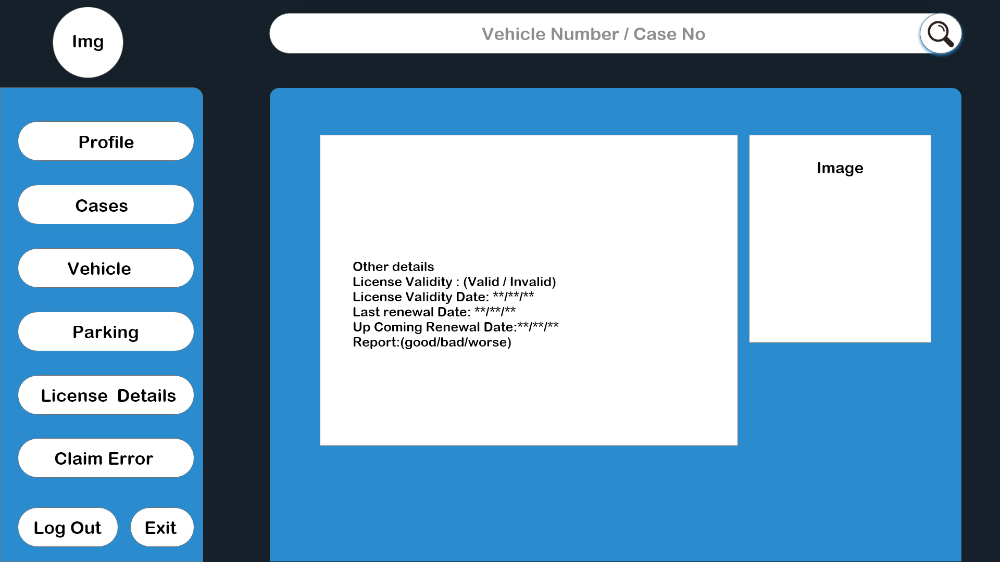 Img
Vehicle Number / Case No
Profile
Cases
Vehicle
Parking
License  Details
Claim Error
Log Out
Exit
Other details
License Validity : (Valid / Invalid)
License Validity Date: **/**/**
Last renewal Date: **/**/**
Up Coming Renewal Date:**/**/**
Report:(good/bad/worse)
Image